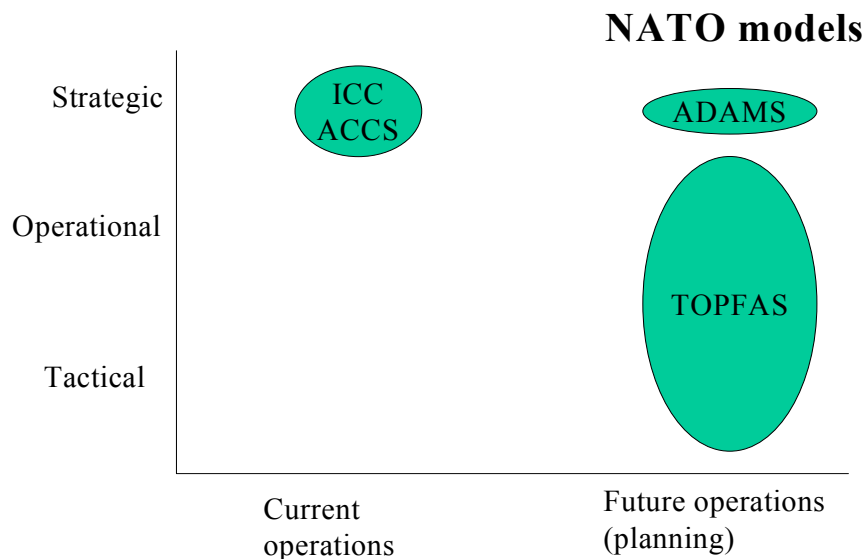 NATO models
Strategic
ICC
ACCS
ADAMS
Operational
TOPFAS
Tactical
Current
operations
Future operations
(planning)